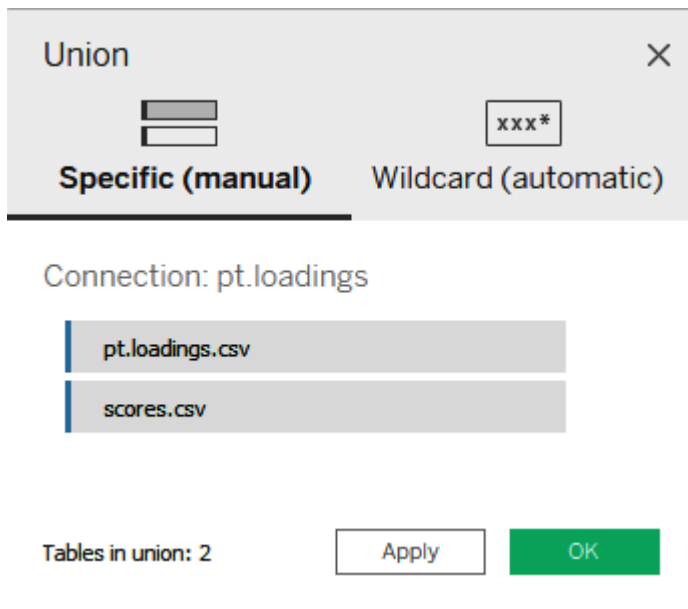 Union
xxx*
Specific (manual)
Wildcard (automatic)
Connection: pt.loadings
pt.loadings.csv
scores.csv
Tables in union: 2
Apply
OK